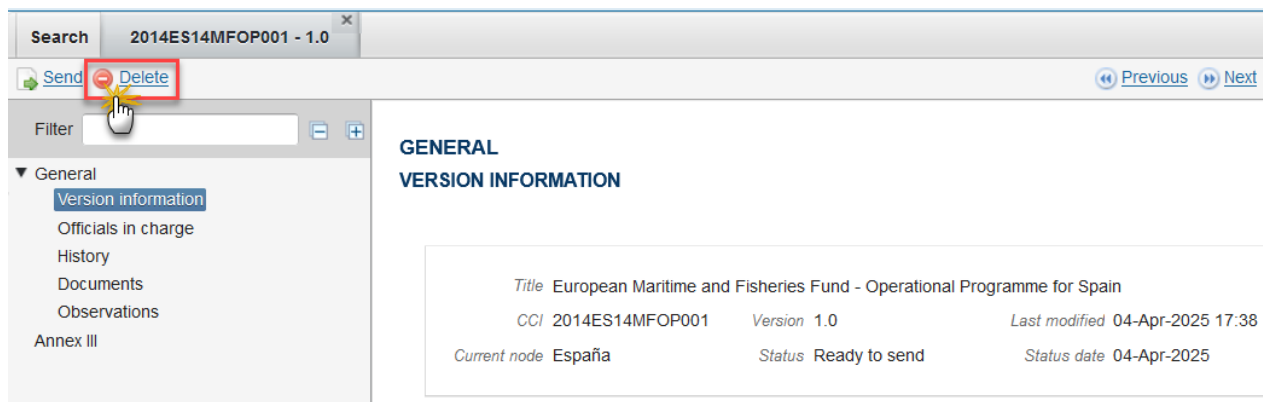 Search 2014ES14MFOP001 - 1.0
Send Delete Previous Next
Filter
General
Version information
Officials in charge
History
Documents
Observations
Annex III
GENERAL
VERSION INFORMATION
Title European Maritime and Fisheries Fund - Operational Programme for Spain
CCI 2014ES14MFOP001 Version 1.0 Last modified 04-Apr-2025 17:38
Current node España Status Ready to send Status date 04-Apr-2025